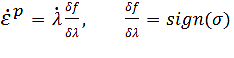 ε̇ᵖ = λ̇ δf/δλ, δf/δλ = sign(σ)